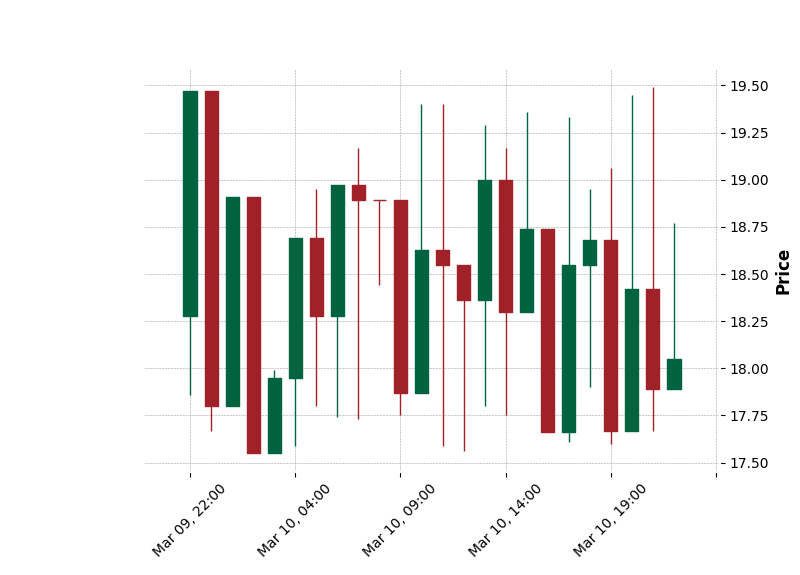 19.50
19.25
19.00
18.75
18.50
18.25
18.00
17.75
17.50
Price
Mar 09, 22:00
Mar 10, 04:00
Mar 10, 09:00
Mar 10, 14:00
Mar 10, 19:00